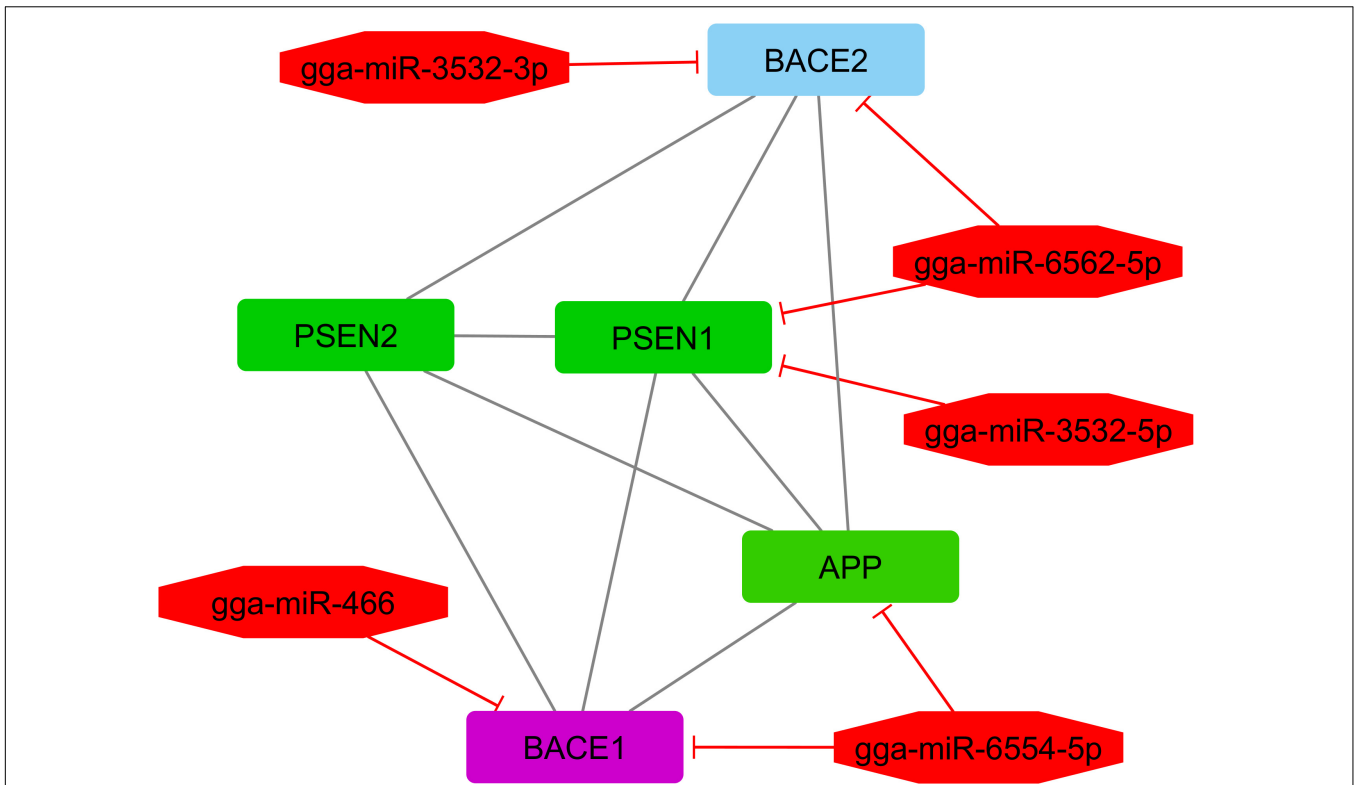 BACE2
gga-miR-3532-3p
gga-miR-6562-5p
PSEN2
PSEN1
gga-miR-3532-5p
APP
gga-miR-466
BACE1
gga-miR-6554-5p